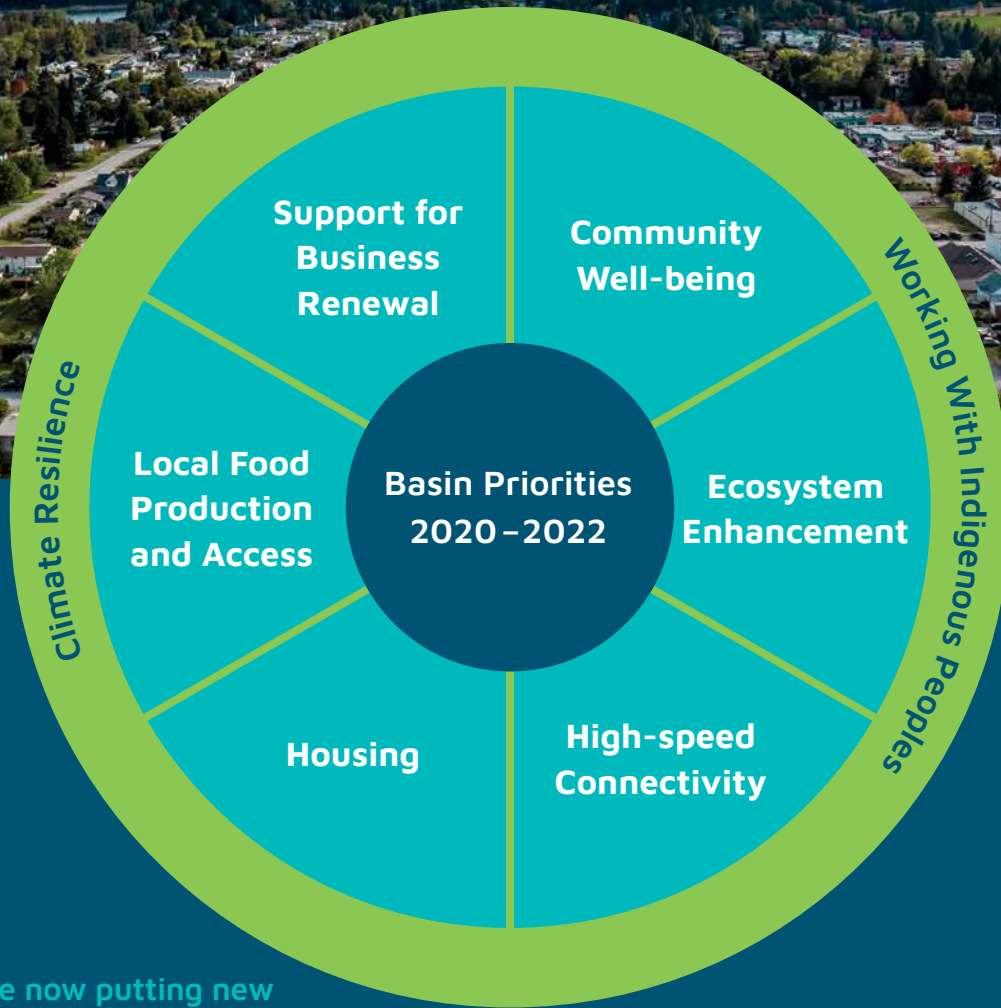 Support for
Business
Renewal
Community
Well-being
Local Food
Production
and Access
Basin Priorities
2020–2022
Ecosystem
Enhancement
Housing
High-speed
Connectivity
Climate Resilience
Working With Indigenous Peoples
now putting new